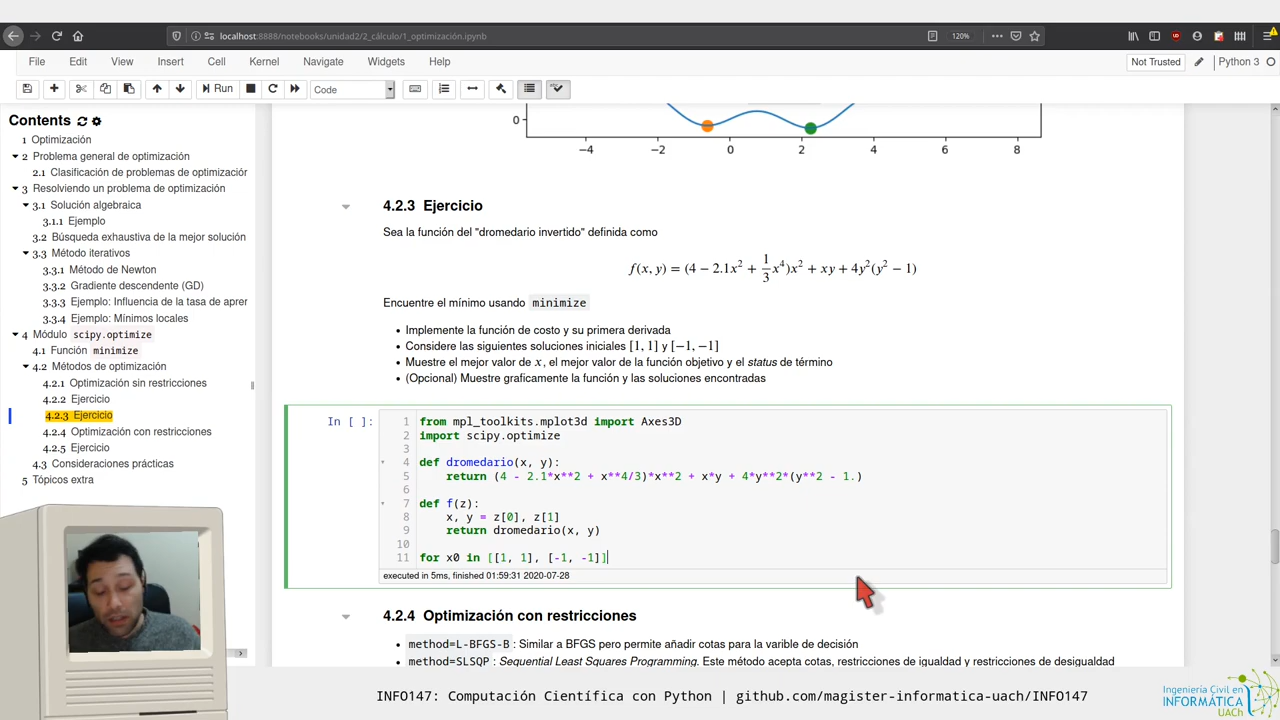 localhost:8888/notebooks/unidad2/2_cálculo/1_optimización.ipynb
120%
File Edit View Insert Cell Kernel Navigate Widgets Help
Not Trusted
Python 3
Run
Code
Contents
1 Optimización
2 Problema general de optimización
2.1 Clasificación de problemas de optimizaciór
3 Resolviendo un problema de optimización
3.1 Solución algebraica
3.1.1 Ejemplo
3.2 Búsqueda exhaustiva de la mejor solución
3.3 Método iterativos
3.3.1 Método de Newton
3.3.2 Gradiente descendente (GD)
3.3.3 Ejemplo: Influencia de la tasa de aprer
3.3.4 Ejemplo: Mínimos locales
4 Módulo scipy.optimize
4.1 Función minimize
4.2 Métodos de optimización
4.2.1 Optimización sin restricciones
4.2.2 Ejercicio
4.2.3 Ejercicio
4.2.4 Optimización con restricciones
4.2.5 Ejercicio
4.3 Consideraciones prácticas
5 Tópicos extra
0
−4 −2 0 2 4 6 8
4.2.3 Ejercicio
Sea la función del "dromedario invertido" definida como
f(x, y) = (4 − 2.1x² + 1/3 x⁴)x² + xy + 4y²(y² − 1)
Encuentre el mínimo usando minimize
• Implemente la función de costo y su primera derivada
• Considere las siguientes soluciones iniciales [1, 1] y [−1, −1]
• Muestre el mejor valor de x, el mejor valor de la función objetivo y el status de término
• (Opcional) Muestre graficamente la función y las soluciones encontradas
In [ ]:
1 from mpl_toolkits.mplot3d import Axes3D
2 import scipy.optimize
3
4 def dromedario(x, y):
5 return (4 - 2.1*x**2 + x**4/3)*x**2 + x*y + 4*y**2*(y**2 - 1.)
6
7 def f(z):
8 x, y = z[0], z[1]
9 return dromedario(x, y)
10
11 for x0 in [[1, 1], [-1, -1]]
executed in 5ms, finished 01:59:31 2020-07-28
4.2.4 Optimización con restricciones
• method=L-BFGS-B : Similar a BFGS pero permite añadir cotas para la varible de decisión
• method=SLSQP : Sequential Least Squares Programming. Este método acepta cotas, restricciones de igualdad y restricciones de desigualdad
INFO147: Computación Científica con Python | github.com/magister-informatica-uach/INFO147
Ingeniería Civil en
INFORMÁTICA
UACh